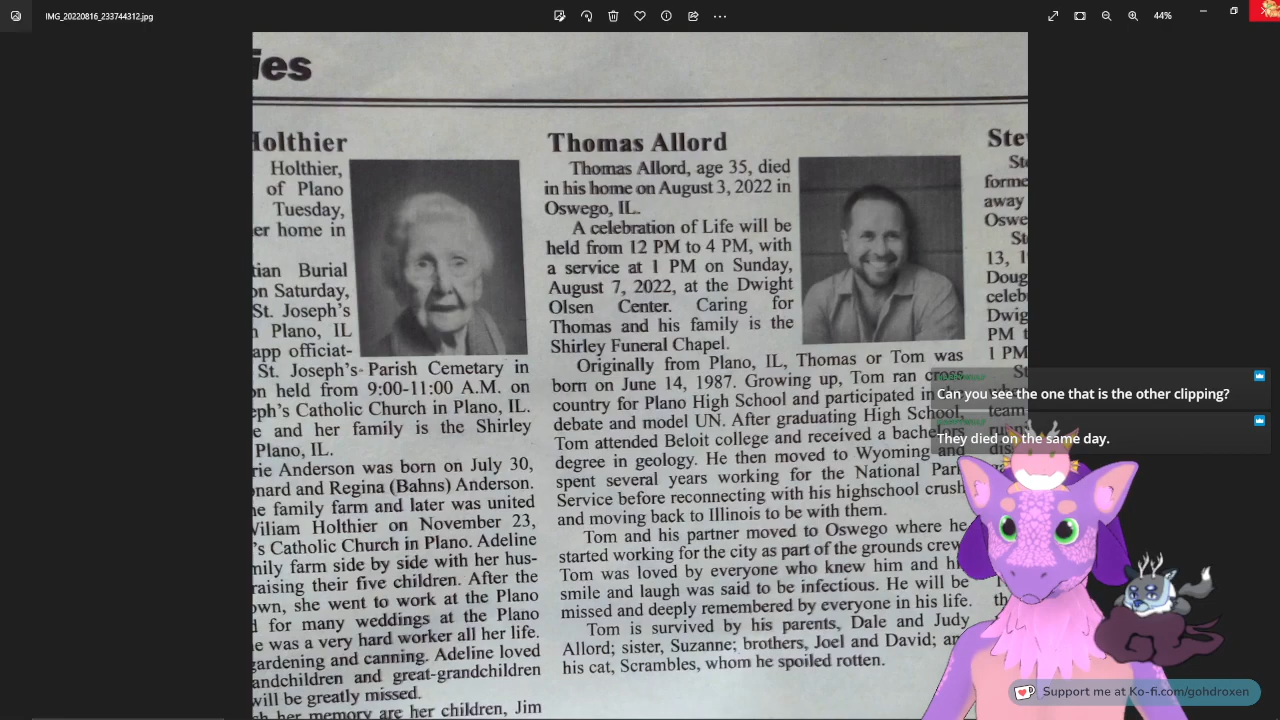 IMG_20220816_233744312.jpg
44%
ies
Holthier
Holthier,
of Plano
Tuesday,
er home in
tian Burial
on Saturday,
St. Joseph's
n Plano, IL
app officiat-
St. Joseph's Parish Cemetary in
on held from 9:00-11:00 A.M. on
eph's Catholic Church in Plano, IL.
e and her family is the Shirley
Plano, IL.
rie Anderson was born on July 30,
onard and Regina (Bahns) Anderson.
he family farm and later was united
Wiliam Holthier on November 23,
's Catholic Church in Plano. Adeline
mily farm side by side with her hus-
raising their five children. After the
own, she went to work at the Plano
d for many weddings at the Plano
e was a very hard worker all her life.
gardening and canning. Adeline loved
andchildren and great-grandchildren
will be greatly missed.
her memory are her children, Jim
Thomas Allord
Thomas Allord, age 35, died
in his home on August 3, 2022 in
Oswego, IL.
A celebration of Life will be
held from 12 PM to 4 PM, with
a service at 1 PM on Sunday,
August 7, 2022, at the Dwight
Olsen Center. Caring for
Thomas and his family is the
Shirley Funeral Chapel.
Originally from Plano, IL, Thomas or Tom was
born on June 14, 1987. Growing up, Tom ran cross
country for Plano High School and participated in
debate and model UN. After graduating High School,
Tom attended Beloit college and received a bachelors
degree in geology. He then moved to Wyoming and
spent several years working for the National Park
Service before reconnecting with his highschool crush
and moving back to Illinois to be with them.
Tom and his partner moved to Oswego where he
started working for the city as part of the grounds crew
Tom was loved by everyone who knew him and hi
smile and laugh was said to be infectious. He will be
missed and deeply remembered by everyone in his life.
Tom is survived by his parents, Dale and Judy
Allord; sister, Suzanne; brothers, Joel and David; an
his cat, Scrambles, whom he spoiled rotten.
Ste
St
forme
away
Oswe
St
13, 1
Doug
celeb
Dwig
PM t
1 PM
team
Can you see the one that is the other clipping?
They died on the same day.
Support me at Ko-fi.com/gohdroxen